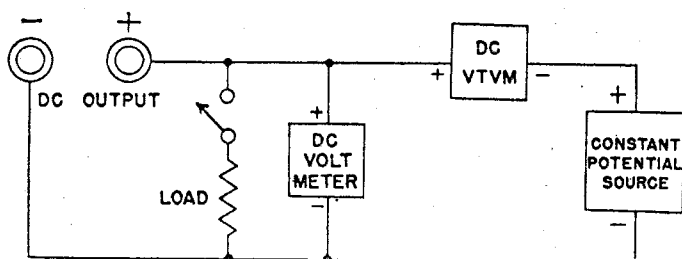 − +
DC OUTPUT
LOAD
+
DC
VOLT
METER
−
+ −
DC
VTVM
+
CONSTANT
POTENTIAL
SOURCE
−